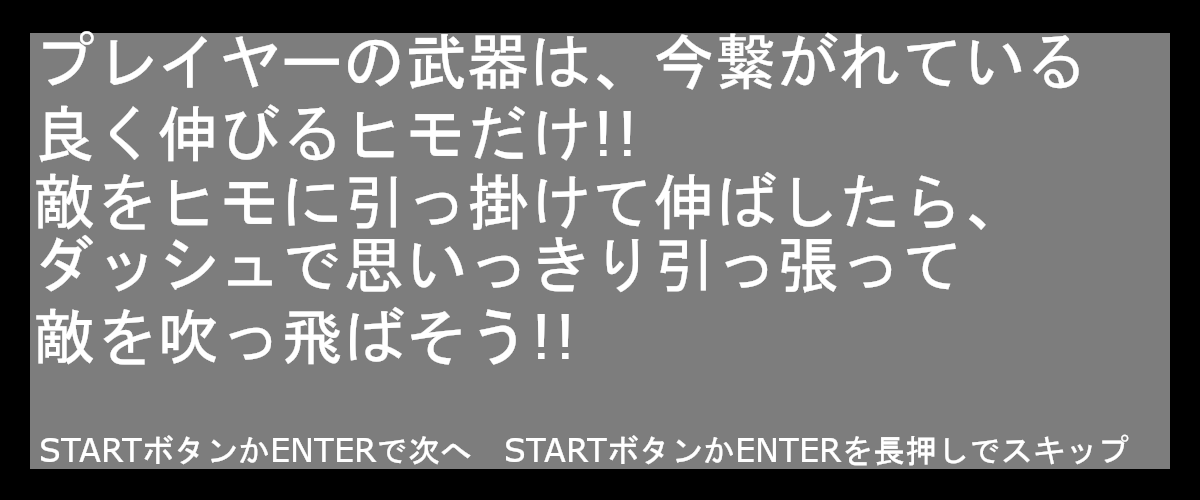 プレイヤーの武器は、今繋がれている
良く伸びるヒモだけ!!
敵をヒモに引っ掛けて伸ばしたら、
ダッシュで思いっきり引っ張って
敵を吹っ飛ばそう!!
STARTボタンかENTERで次へ　STARTボタンかENTERを長押しでスキップ